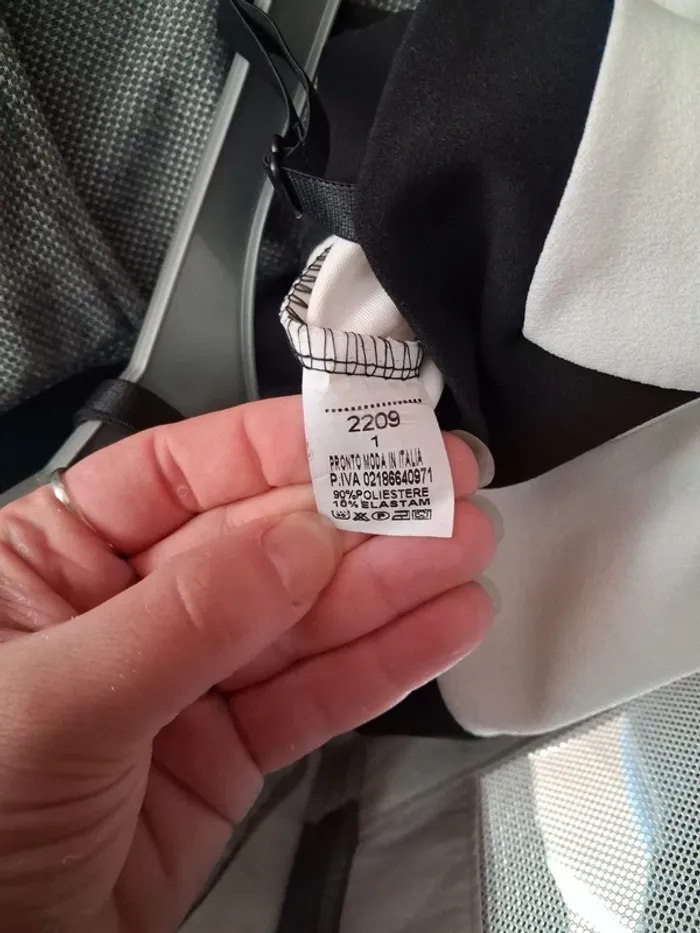 2209
1
PRONTO MODA IN ITALIA
P.IVA 02186640971
90%POLIESTERE
10%ELASTAM